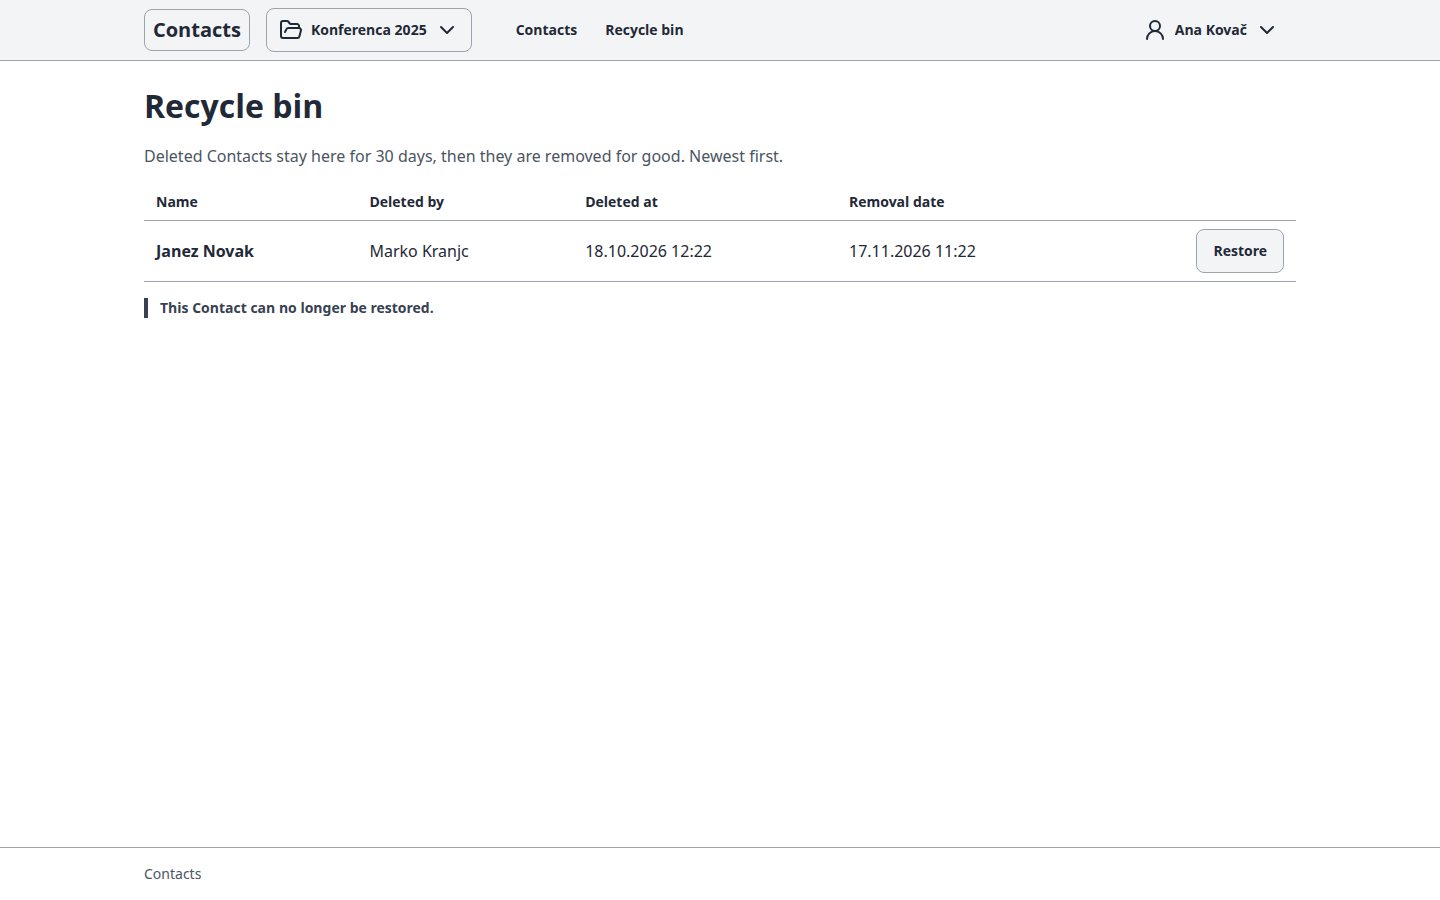 Contacts
Konferenca 2025
Contacts
Recycle bin
Ana Kovač
Recycle bin
Deleted Contacts stay here for 30 days, then they are removed for good. Newest first.
Name Deleted by Deleted at Removal date
Janez Novak Marko Kranjc 18.10.2026 12:22 17.11.2026 11:22 Restore
This Contact can no longer be restored.
Contacts